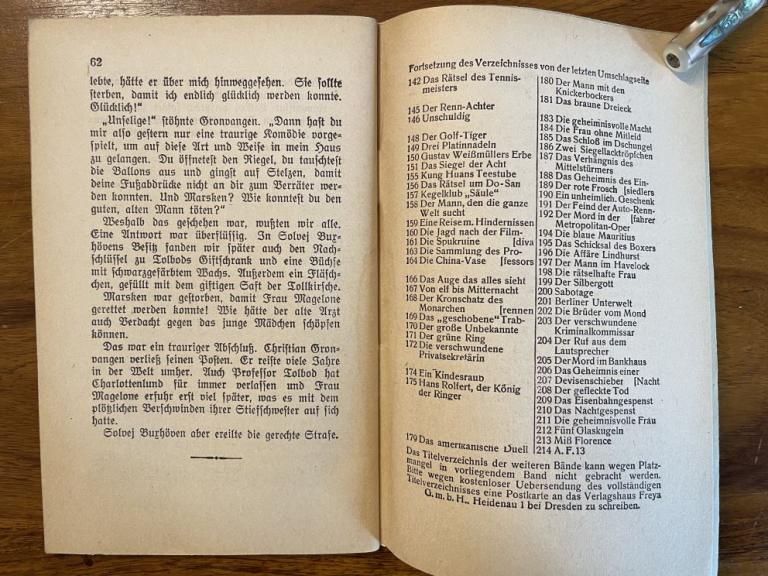 62
lebte, hätte er über mich hinweggesehen. Sie sollte
sterben, damit ich endlich glücklich werden konnte.
Glücklich!"
„Unselige!" stöhnte Gronwangen. „Dann hast du
mir also gestern nur eine traurige Komödie vorge-
spielt, um auf diese Art und Weise in mein Haus
zu gelangen. Du öffnetest den Riegel, du tauschtest
die Ballons aus und gingst auf Stelzen, damit
deine Fußabdrücke nicht an dir zum Verräter wer-
den konnten. Und Marsken? Wie konntest du den
guten, alten Mann töten?"
Weshalb das geschehen war, wußten wir alle.
Eine Antwort war überflüssig. In Solvej Bux-
hövens Besitz fanden wir später auch den Nach-
schlüssel zu Tolbods Giftschrank und eine Büchse
mit schwarzgefärbtem Wachs. Außerdem ein Fläsch-
chen, gefüllt mit dem giftigen Saft der Tollkirsche.
Marsken war gestorben, damit Frau Magelone
gerettet werden konnte! Wie hätte der alte Arzt
auch Verdacht gegen das junge Mädchen schöpfen
können.
Das war ein trauriger Abschluß. Christian Gron-
wangen verließ seinen Posten. Er reiste viele Jahre
in der Welt umher. Auch Professor Tolbod hat
Charlottenlund für immer verlassen und Frau
Magelone erfuhr erst viel später, was es mit dem
plötzlichen Verschwinden ihrer Stiefschwester auf sich
hatte.
Solvej Buxhöven aber ereilte die gerechte Strafe.
Fortsetzung des Verzeichnisses von der letzten Umschlagseite
142 Das Rätsel des Tennis-
meisters
145 Der Renn-Achter
146 Unschuldig
148 Der Golf-Tiger
149 Drei Platinnadeln
150 Gustav Weißmüllers Erbe
151 Das Siegel der Acht
155 Kung Huans Teestube
156 Das Rätsel um Do-San
157 Kegelklub „Säule"
158 Der Mann, den die ganze
Welt sucht
159 Eine Reise m. Hindernissen
160 Die Jagd nach der Film-
161 Die Spukruine [diva
163 Die Sammlung des Pro-
164 Die China-Vase [fessors
166 Das Auge das alles sieht
167 Von elf bis Mitternacht
168 Der Kronschatz des
Monarchen [rennen
169 Das „geschobene" Trab-
170 Der große Unbekannte
171 Der grüne Ring
172 Die verschwundene
Privatsekretärin
174 Ein Kindesraub
175 Hans Rolfert, der König
der Ringer
179 Das amerikanische Duell
180 Der Mann mit den
Knickerbockers
181 Das braune Dreieck
183 Die geheimnisvolle Macht
184 Die Frau ohne Mitleid
185 Das Schloß im Dschungel
186 Zwei Siegellacktröpfchen
187 Das Verhängnis des
Mittelstürmers
188 Das Geheimnis des Ein-
189 Der rote Frosch [siedlers
190 Ein unheimlich. Geschenk
191 Der Feind der Auto-Renn-
192 Der Mord in der [fahrer
Metropolitan-Oper
194 Die blaue Mauritius
195 Das Schicksal des Boxers
196 Die Affäre Lindhurst
197 Der Mann im Havelock
198 Die rätselhafte Frau
199 Der Silbergott
200 Sabotage
201 Berliner Unterwelt
202 Die Brüder vom Mond
203 Der verschwundene
Kriminalkommissar
204 Der Ruf aus dem
Lautsprecher
205 Der Mord im Bankhaus
206 Das Geheimnis einer
207 Devisenschieber [Nacht
208 Der gefleckte Tod
209 Das Eisenbahngespenst
210 Das Nachtgespenst
211 Die geheimnisvolle Frau
212 Fünf Glaskugeln
213 Miß Florence
214 A. F. 13
Das Titelverzeichnis der weiteren Bände kann wegen Platz-
mangel in vorliegendem Band nicht gebracht werden.
Bitte wegen kostenloser Uebersendung des vollständigen
Titelverzeichnisses eine Postkarte an das Verlagshaus Freya
G. m. b. H., Heidenau 1 bei Dresden zu schreiben.